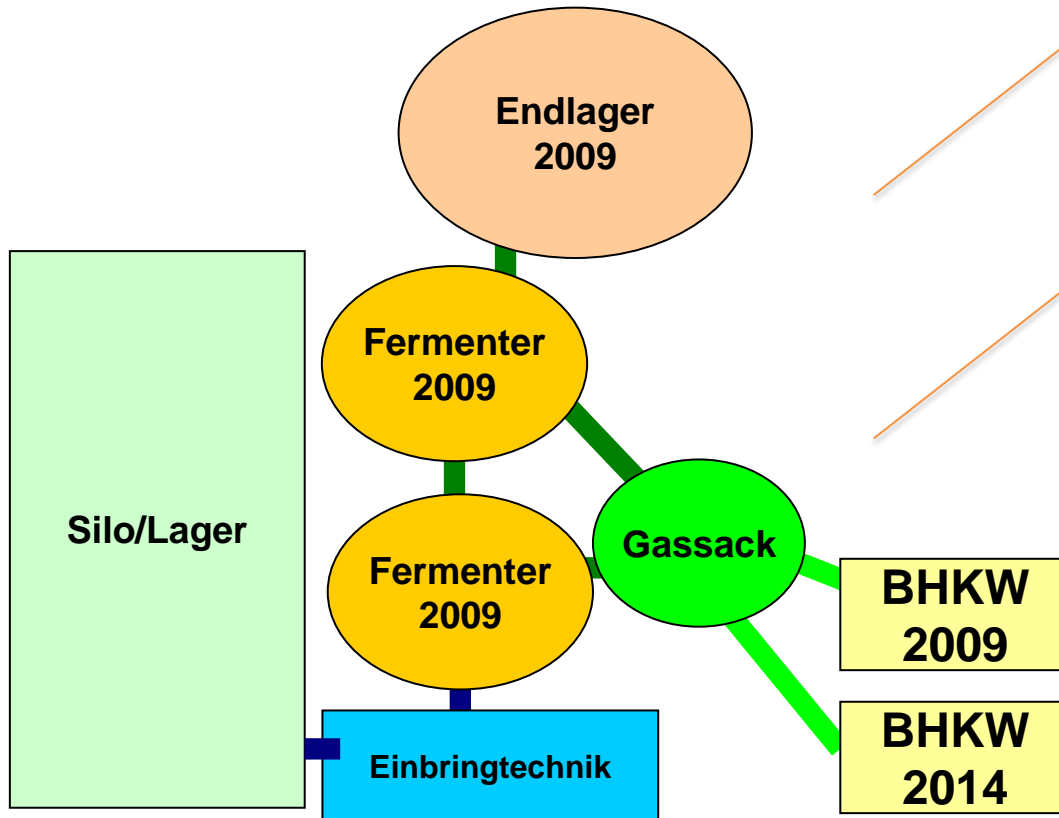 Endlager
2009
Fermenter
2009
Silo/Lager
Gassack
Fermenter
2009
BHKW
2009
Einbringtechnik
BHKW
2014